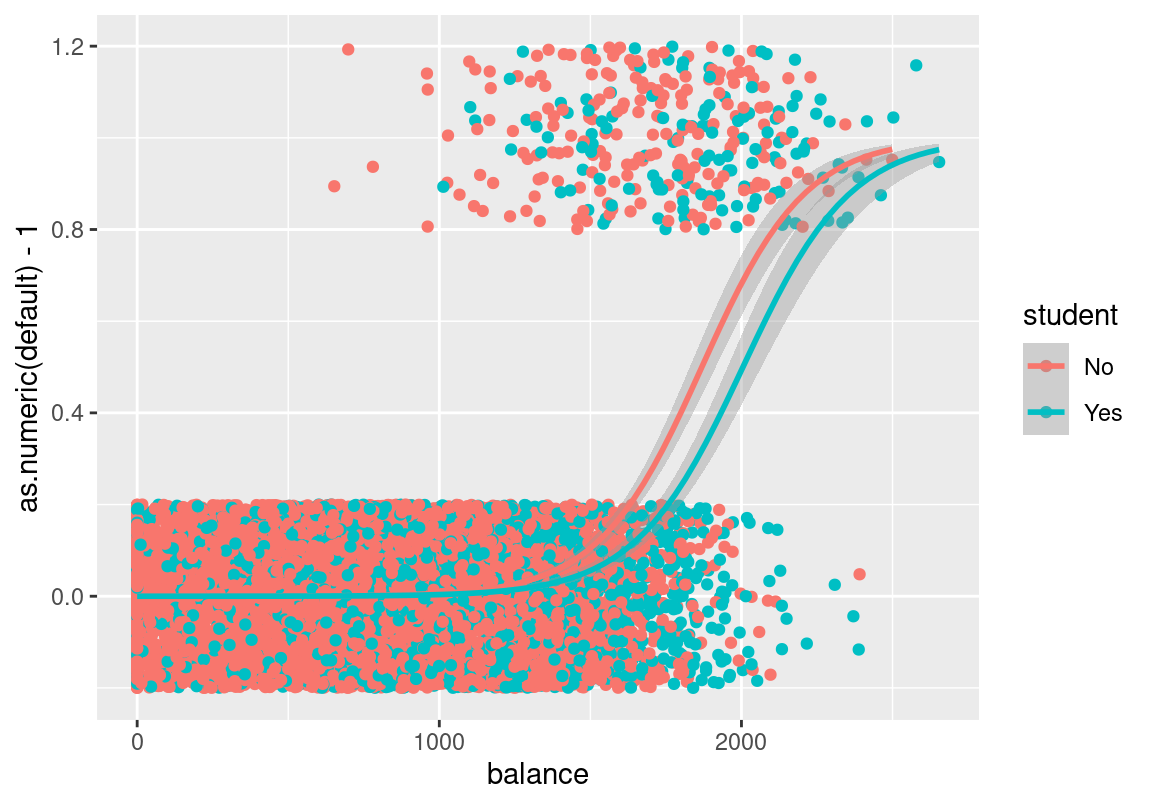 1.2
0.8
0.4
0.0
as.numeric(default) - 1
0
1000
2000
balance
student
No
Yes